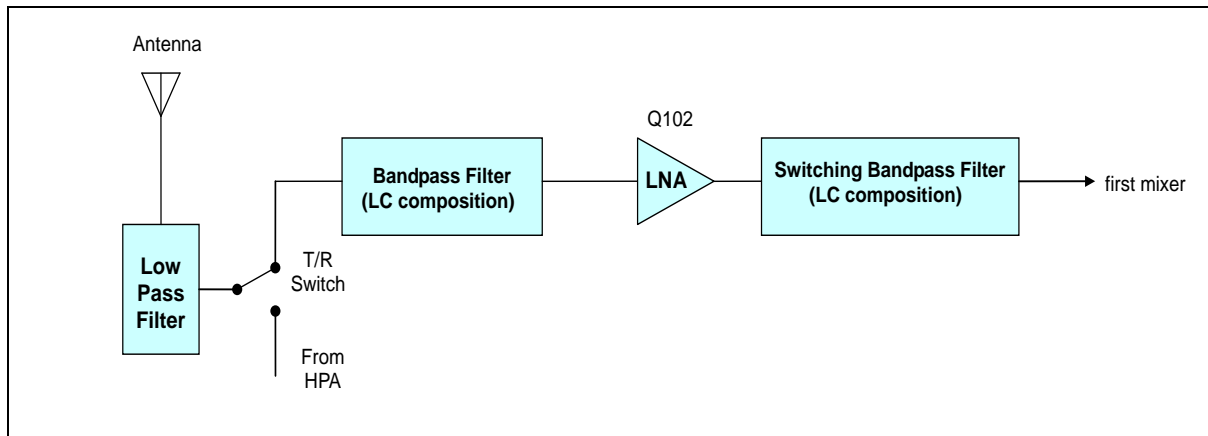 Antenna
Q102
Bandpass Filter
(LC composition)
LNA
Switching Bandpass Filter
(LC composition)
first mixer
Low
Pass
Filter
T/R
Switch
From
HPA